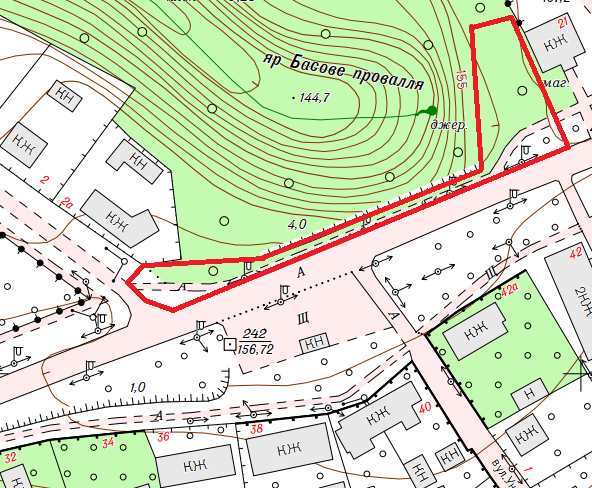 21
КЖ
маг.
155
яр Басове провалля
144,7
джер.
КН
КЖ
КН
2
2а
КЖ
4,0
А
А
Ш
Ш
42
42а
2КЖ
КЖ
А
242
156,72
КН
Н
1,0
А
40
КЖ
38
36
34
32
КЖ
КЖ
КЖ
КН
КН
КЖ
1
КЖ